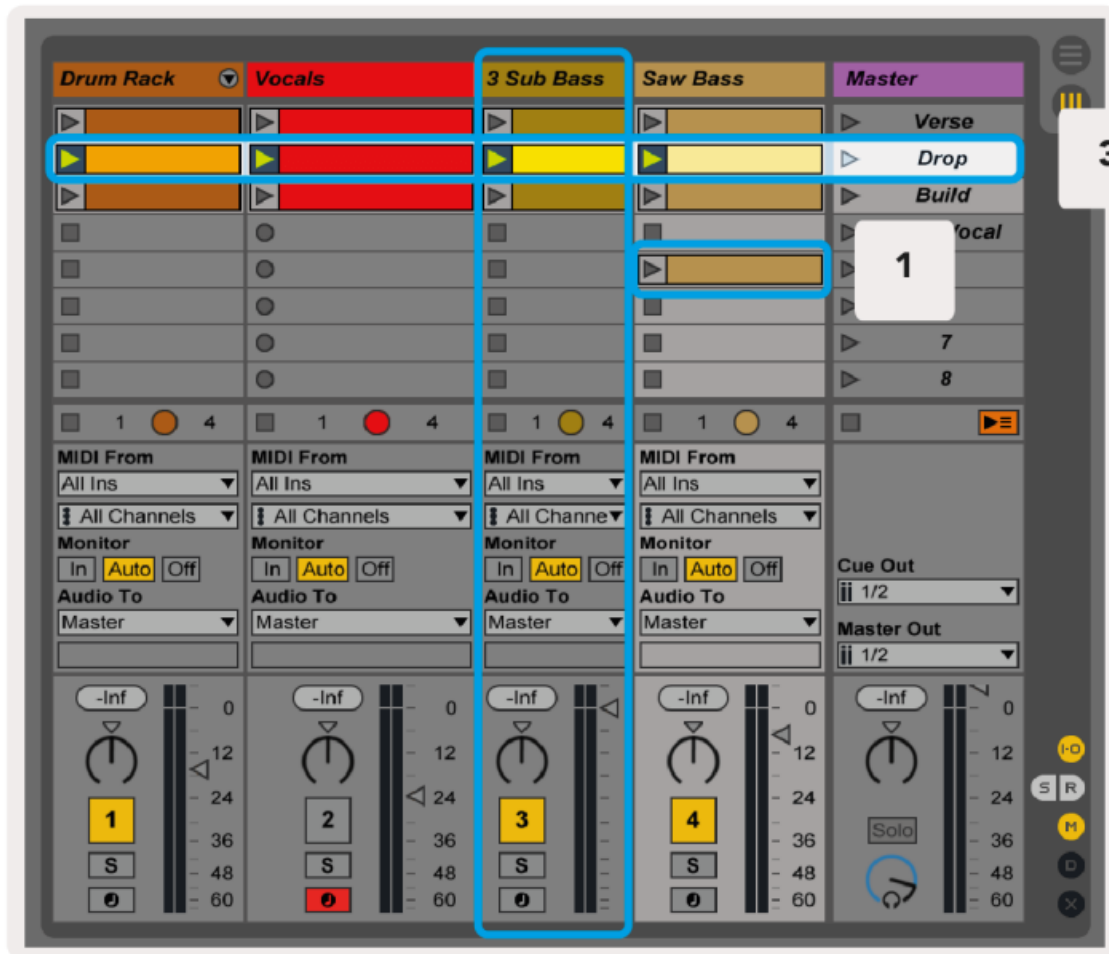 Drum Rack Vocals 3 Sub Bass Saw Bass Master
Verse
Drop
3
Build
ocal
1
7
8
1 4 1 4 1 4 1 4
MIDI From MIDI From MIDI From MIDI From
All Ins All Ins All Ins All Ins
All Channels All Channels All Channe All Channels
Monitor Monitor Monitor Monitor
In Auto Off In Auto Off In Auto Off In Auto Off
Cue Out
1/2
Audio To Audio To Audio To Audio To
Master Master Master Master
Master Out
1/2
-Inf -Inf -Inf -Inf -Inf
0 0 0 0
12 12 12
I-O
24 24 24 24
S R
1 2 3 4
M
36 36 36 36
Solo
S S S S
48 48 48 48
D
60 60 60 60
X